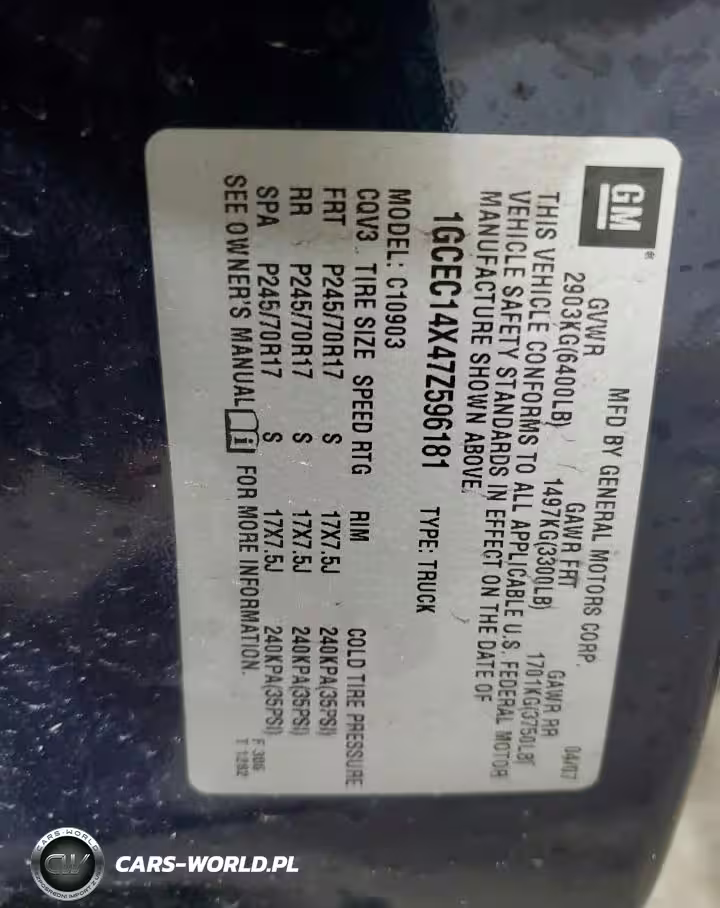 GM
MFD BY GENERAL MOTORS CORP. 04/07
GVWR GAWR FRT GAWR RR
2903KG(6400LB) 1497KG(3300LB) 1701KG(3750LB)
THIS VEHICLE CONFORMS TO ALL APPLICABLE U.S. FEDERAL MOTOR
VEHICLE SAFETY STANDARDS IN EFFECT ON THE DATE OF
MANUFACTURE SHOWN ABOVE.
1GCEC14X47Z596181 TYPE: TRUCK
MODEL: C10903
CQV3 TIRE SIZE SPEED RTG RIM COLD TIRE PRESSURE
FRT P245/70R17 S 17X7.5J 240KPA(35PSI)
RR P245/70R17 S 17X7.5J 240KPA(35PSI)
SPA P245/70R17 S 17X7.5J 240KPA(35PSI)
SEE OWNER'S MANUAL FOR MORE INFORMATION.
CARS-WORLD
CW
CARS-WORLD.PL